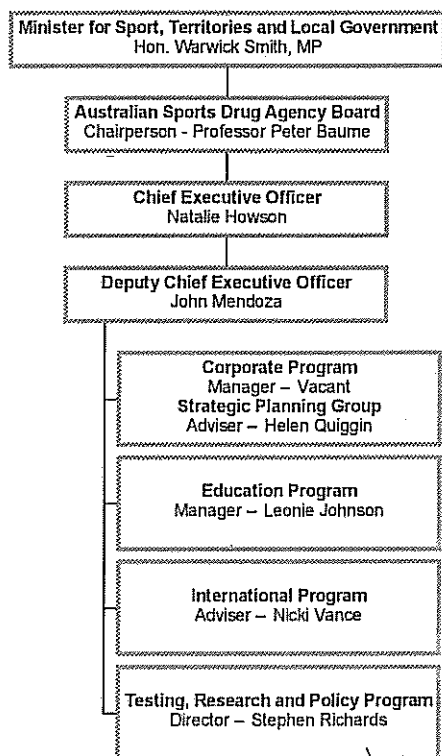 Minister for Sport, Territories and Local Government
Hon. Warwick Smith, MP
Australian Sports Drug Agency Board
Chairperson - Professor Peter Baume
Chief Executive Officer
Natalie Howson
Deputy Chief Executive Officer
John Mendoza
Corporate Program
Manager – Vacant
Strategic Planning Group
Adviser – Helen Quiggin
Education Program
Manager – Leonie Johnson
International Program
Adviser – Nicki Vance
Testing, Research and Policy Program
Director – Stephen Richards